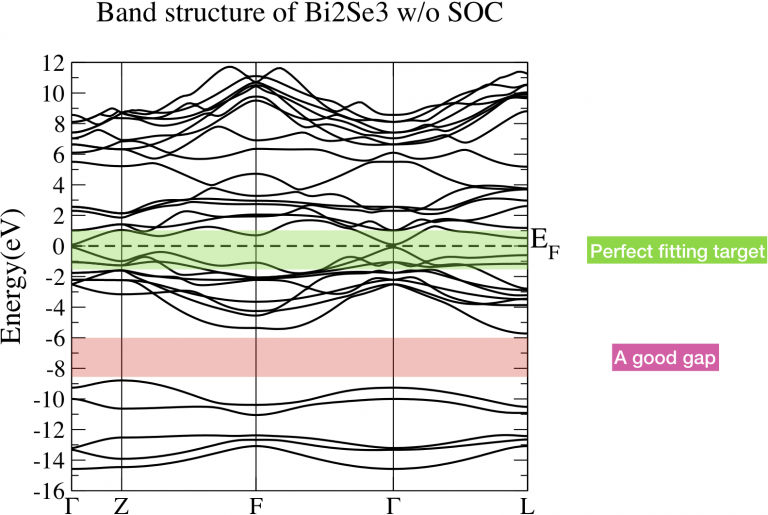 Band structure of Bi2Se3 w/o SOC
12
10
8
6
4
2
0
-2
-4
-6
-8
-10
-12
-14
-16
Energy(eV)
Γ Z F Γ L
E_F
Perfect fitting target
A good gap